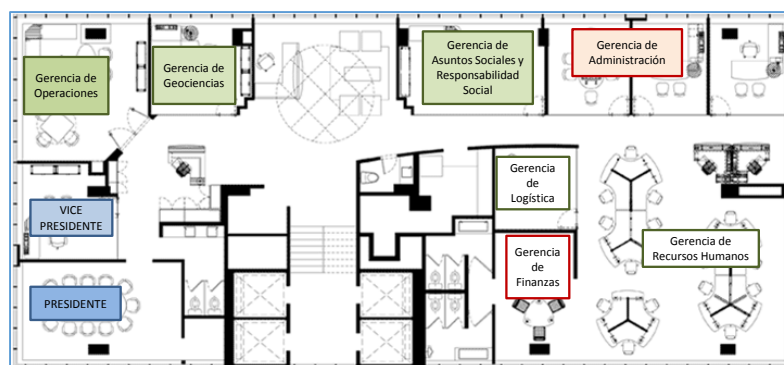 Gerencia de
Operaciones
Gerencia de
Geociencias
Gerencia de
Asuntos Sociales y
Responsabilidad
Social
Gerencia de
Administración
VICE
PRESIDENTE
Gerencia
de
Logística
Gerencia de
Recursos Humanos
PRESIDENTE
Gerencia
de
Finanzas